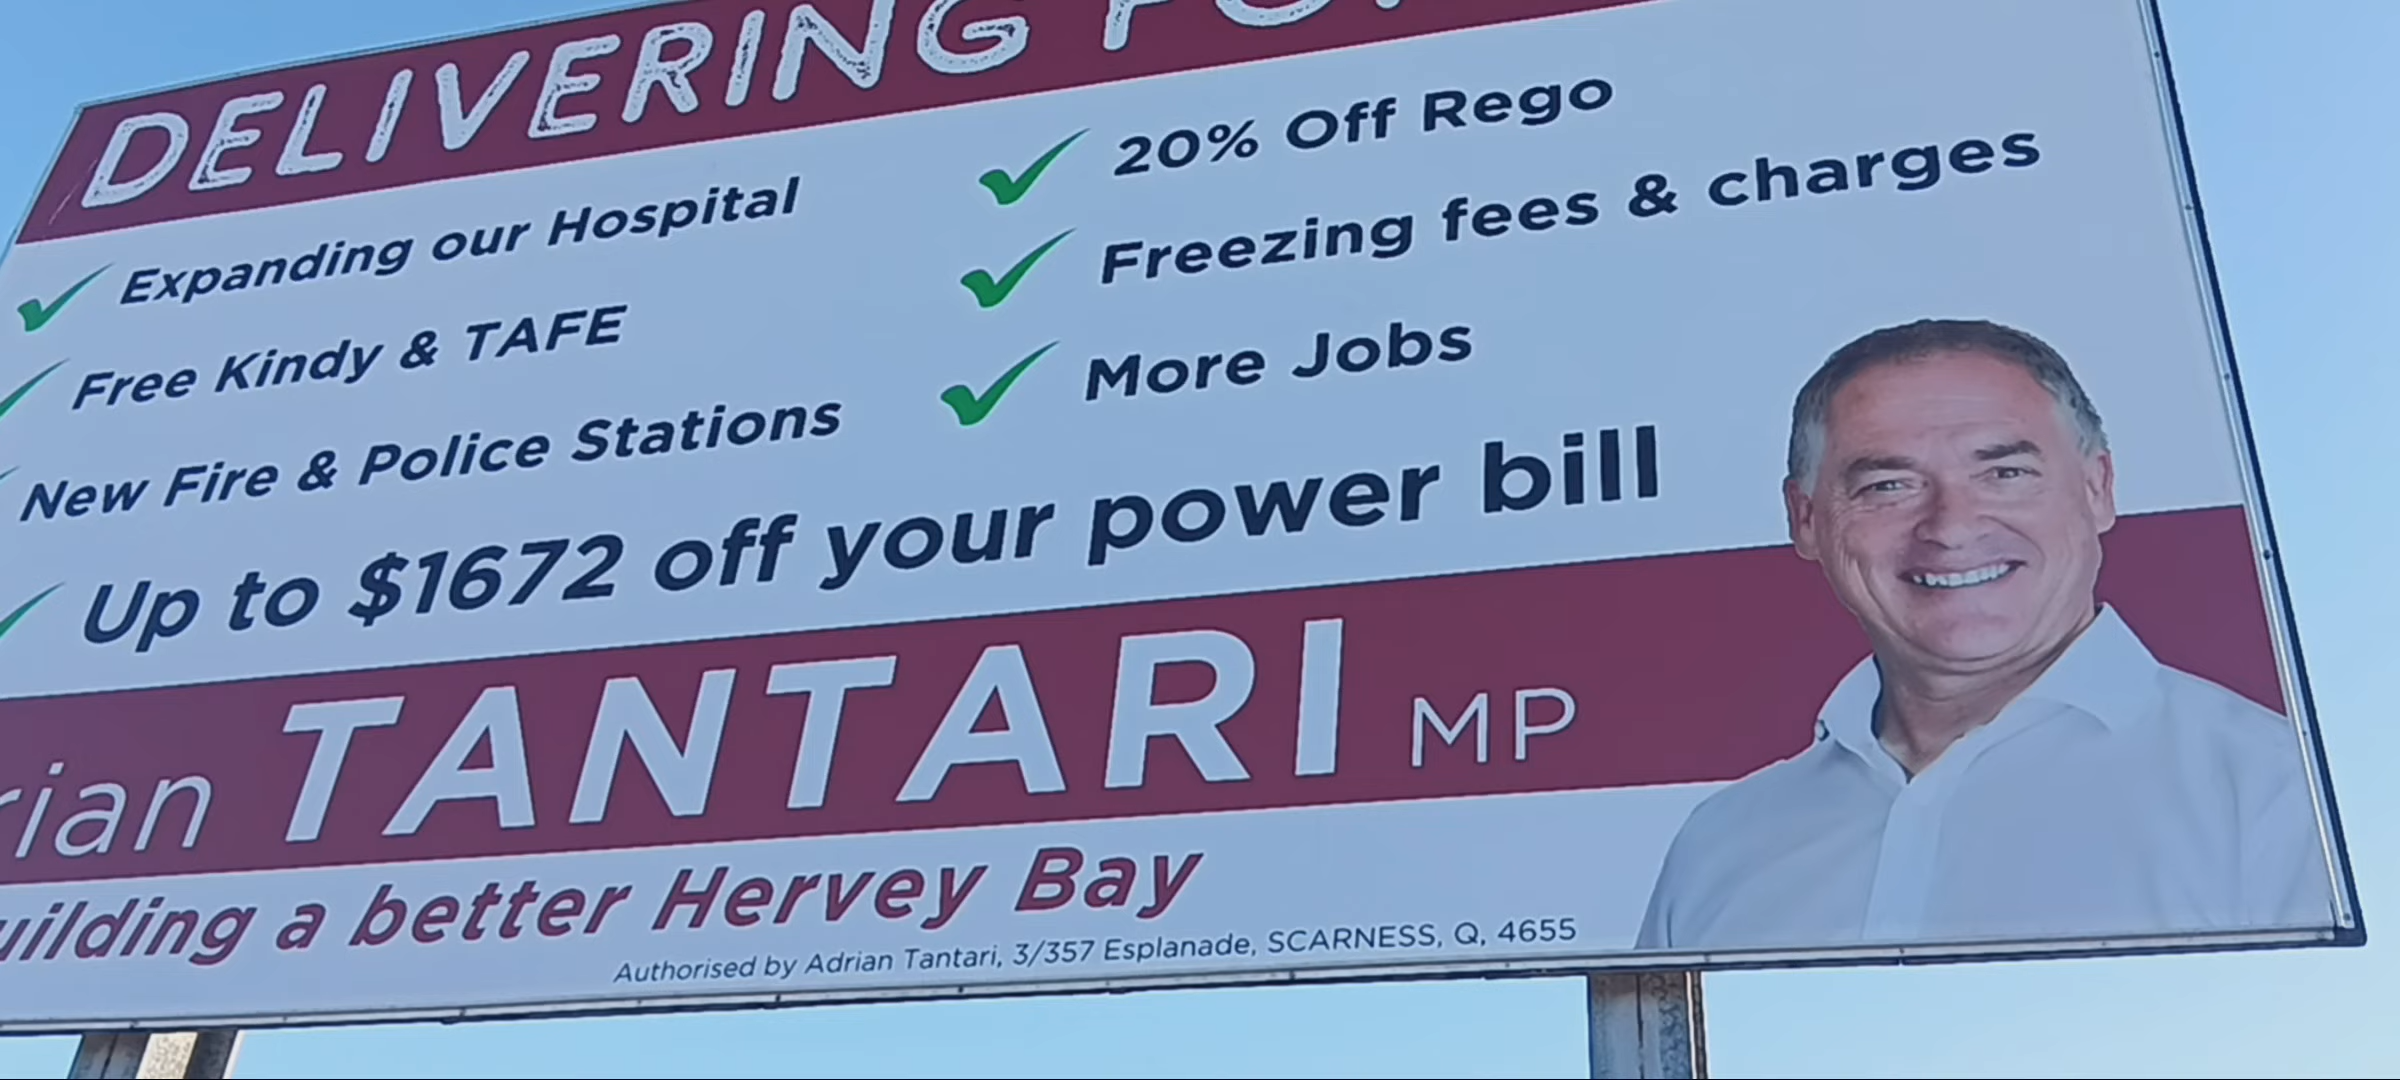 DELIVERING
Expanding our Hospital
Free Kindy & TAFE
New Fire & Police Stations
20% Off Rego
Freezing fees & charges
More Jobs
Up to $1672 off your power bill
TANTARI MP
a better Hervey Bay
Authorised by Adrian Tantari, 3/357 Esplanade, SCARNESS, Q, 4655